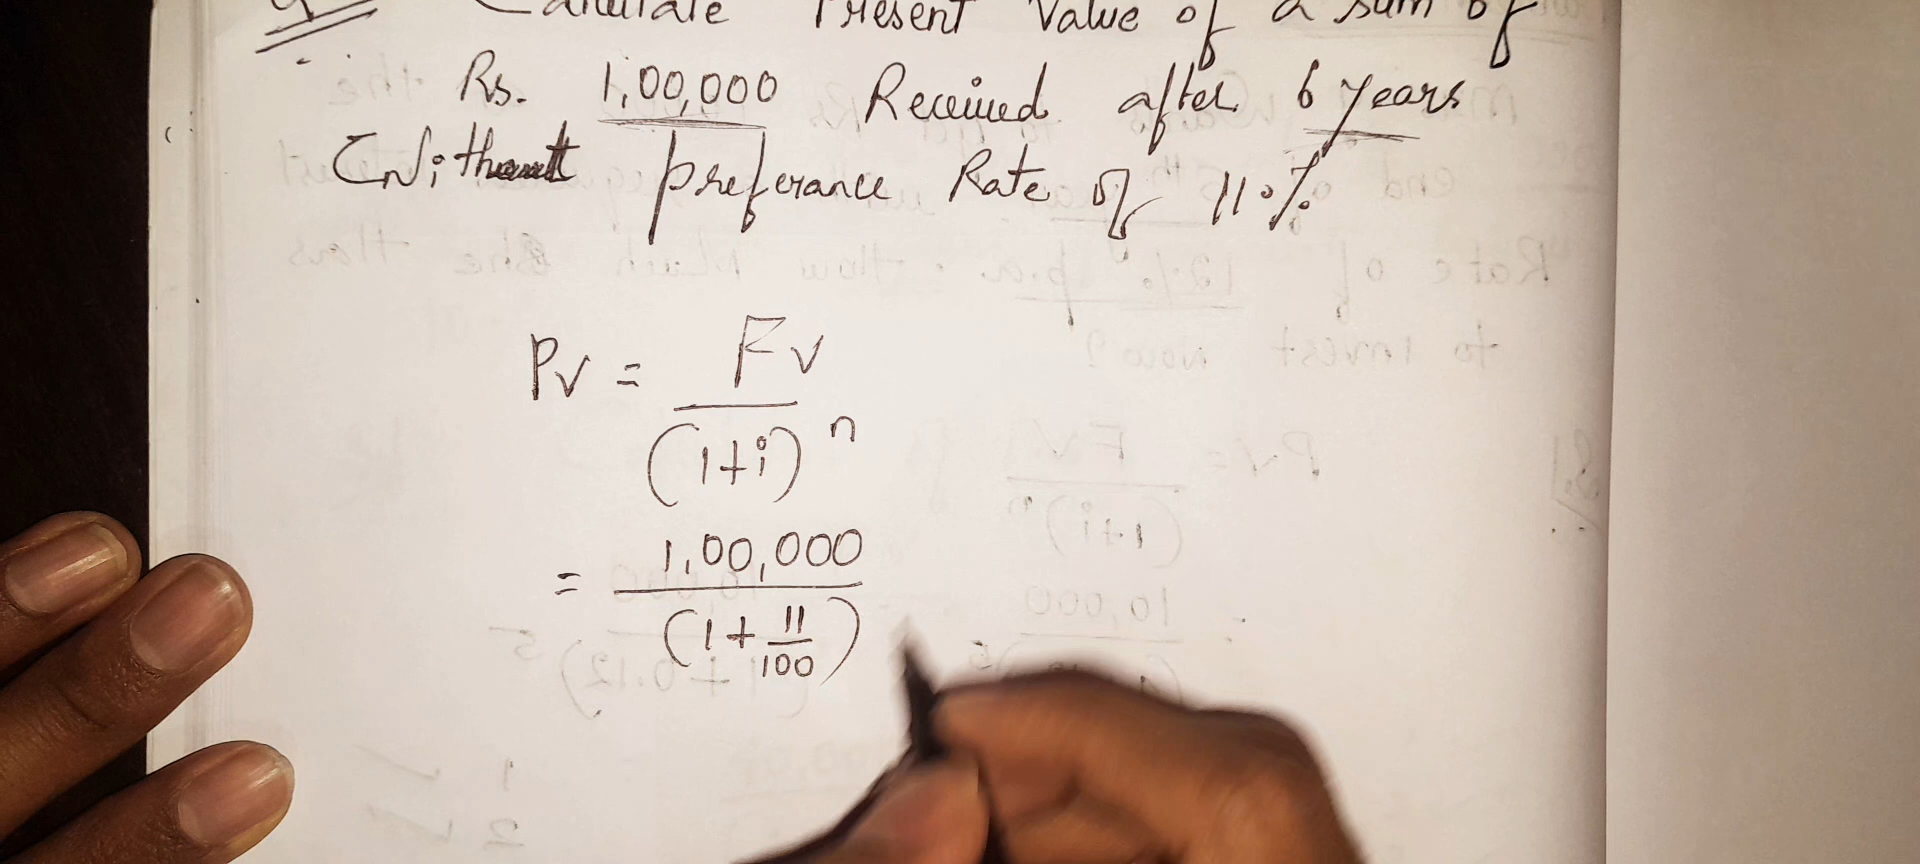 Calculate Present Value of a sum of
Rs. 1,00,000 Received after 6 years
With preferance Rate of 11%
Pv = Fv
(1+i) n
= 1,00,000
(1 + 11
100)